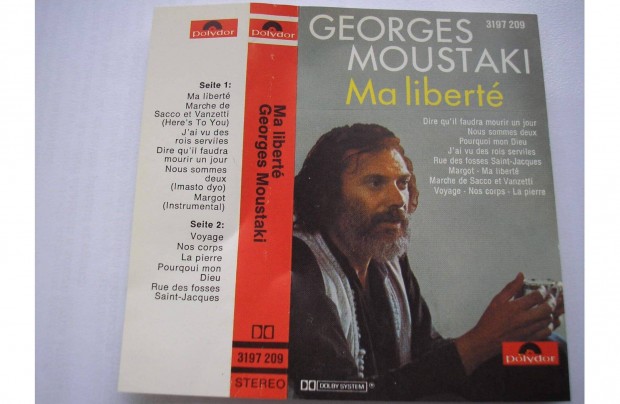 Polydor
Seite 1:
Ma liberté
Marche de
Sacco et Vanzetti
(Here's To You)
J'ai vu des
rois serviles
Dire qu'il faudra
mourir un jour
Nous sommes
deux
(Imasto dyo)
Margot
(Instrumental)
Seite 2:
Voyage
Nos corps
La pierre
Pourqoui mon
Dieu
Rue des fosses
Saint-Jacques
Polydor
Ma liberté
Georges Moustaki
3197 209
STEREO
GEORGES
3197 209
MOUSTAKI
Ma liberté
Dire qu'il faudra mourir un jour
Nous sommes deux
Pourquoi mon Dieu
J'ai vu des rois serviles
Rue des fosses Saint-Jacques
Margot - Ma liberté
Marche de Sacco et Vanzetti
Voyage - Nos corps - La pierre
Polydor
DOLBY SYSTEM ®